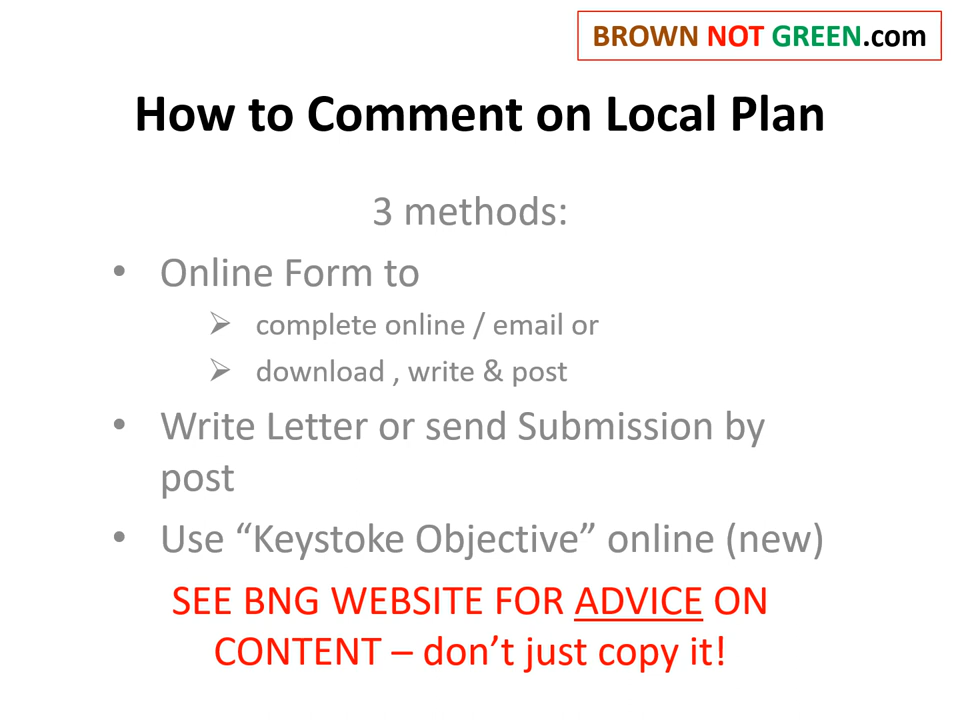 BROWN NOT GREEN.com
How to Comment on Local Plan
3 methods:
• Online Form to
➢ complete online / email or
➢ download , write & post
• Write Letter or send Submission by
post
• Use “Keystoke Objective” online (new)
SEE BNG WEBSITE FOR ADVICE ON
CONTENT – don’t just copy it!